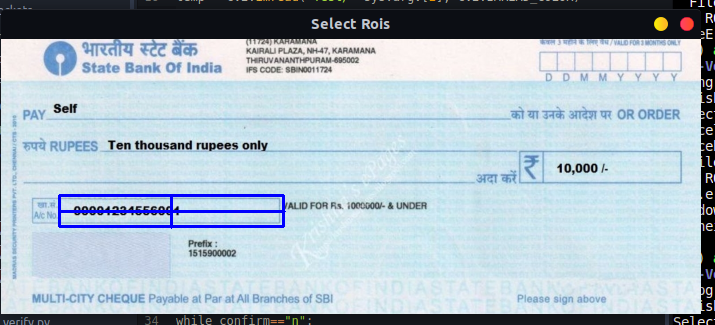 Select Rois
भारतीय स्टेट बैंक
State Bank Of India
(11724) KARAMANA
KAIRALI PLAZA, NH-47, KARAMANA
THIRUVANANTHPURAM-695002
IFS CODE: SBIN0011724
VALID FOR 3 MONTHS ONLY
D D M M Y Y Y Y
PAY Self को या उनके आदेश पर OR ORDER
रुपये RUPEES Ten thousand rupees only
अदा करें ₹ 10,000 /-
खा.सं.
A/c No.
VALID FOR Rs. 1000000/- & UNDER
Prefix :
1515900002
MULTI-CITY CHEQUE Payable at Par at All Branches of SBI
Please sign above
verify.py
34 while confirm=="n":